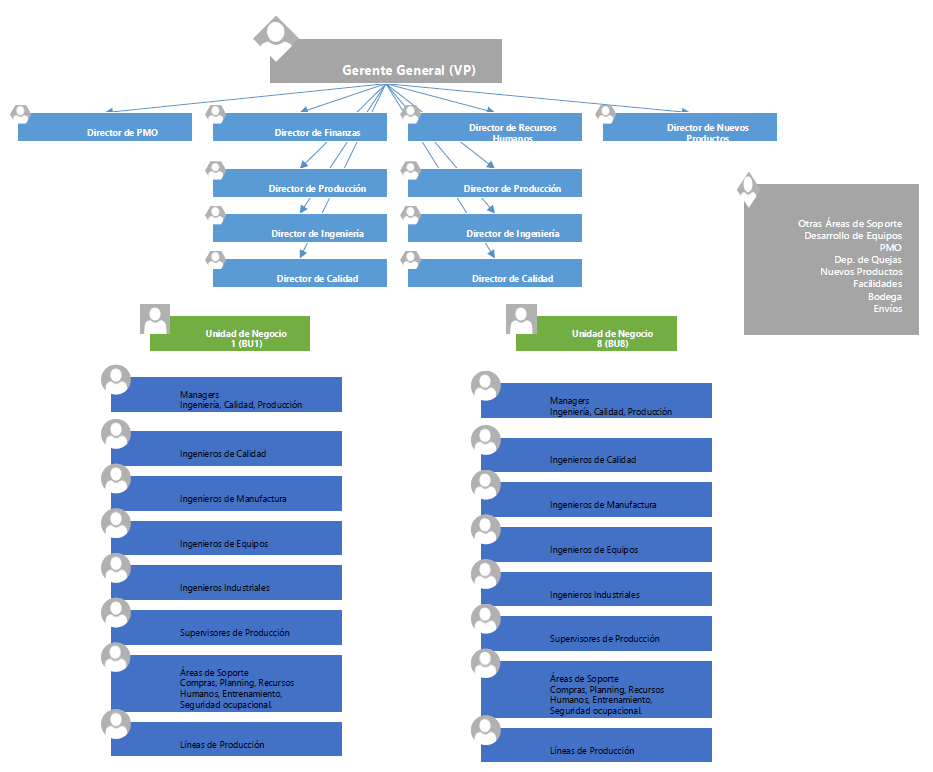 Gerente General (VP)
Director de PMO
Director de Finanzas
Director de Recursos
Humanos
Director de Nuevos
Productos
Director de Producción
Director de Producción
Director de Ingeniería
Director de Ingeniería
Director de Calidad
Director de Calidad
Otras Áreas de Soporte
Desarrollo de Equipos
PMO
Dep. de Quejas
Nuevos Productos
Facilidades
Bodega
Envíos
Unidad de Negocio
1 (BU1)
Managers
Ingeniería, Calidad, Producción
Ingenieros de Calidad
Ingenieros de Manufactura
Ingenieros de Equipos
Ingenieros Industriales
Supervisores de Producción
Áreas de Soporte
Compras, Planning, Recursos
Humanos, Entrenamiento,
Seguridad ocupacional.
Líneas de Producción
Unidad de Negocio
8 (BU8)
Managers
Ingeniería, Calidad, Producción
Ingenieros de Calidad
Ingenieros de Manufactura
Ingenieros de Equipos
Ingenieros Industriales
Supervisores de Producción
Áreas de Soporte
Compras, Planning, Recursos
Humanos, Entrenamiento,
Seguridad ocupacional.
Líneas de Producción